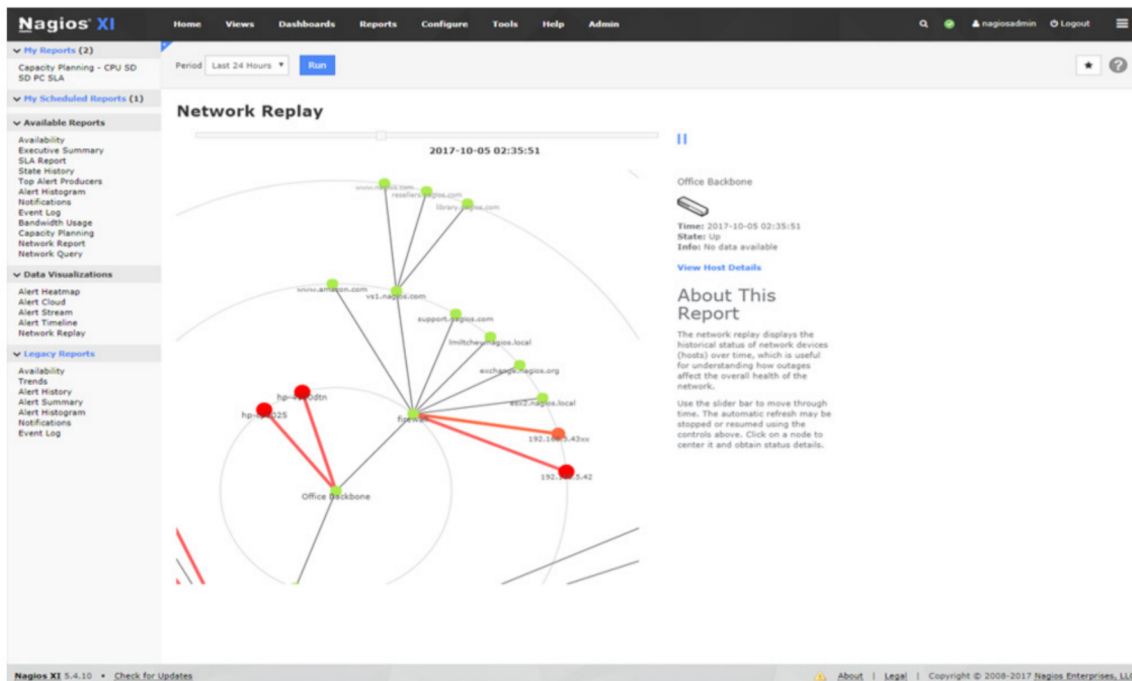 Nagios® XI
Home Views Dashboards Reports Configure Tools Help Admin
nagiosadmin Logout
My Reports (2)
Capacity Planning - CPU SD
SD PC SLA
My Scheduled Reports (1)
Available Reports
Availability
Executive Summary
SLA Report
State History
Top Alert Producers
Alert Histogram
Notifications
Event Log
Bandwidth Usage
Capacity Planning
Network Report
Network Query
Data Visualizations
Alert Heatmap
Alert Cloud
Alert Stream
Alert Timeline
Network Replay
Legacy Reports
Availability
Trends
Alert History
Alert Summary
Alert Histogram
Notifications
Event Log
Period Last 24 Hours Run
Network Replay
2017-10-05 02:35:51
www.amazon.com
vs1.nagios.com
support.nagios.com
exchange.nagios.org
firewall
Office Backbone
Office Backbone
Time: 2017-10-05 02:35:51
State: Up
Info: No data available
View Host Details
About This
Report
The network replay displays the
historical status of network devices
(hosts) over time, which is useful
for understanding how outages
affect the overall health of the
network.
Use the slider bar to move through
time. The automatic refresh may be
stopped or resumed using the
controls above. Click on a node to
center it and obtain status details.
Nagios XI 5.4.10 • Check for Updates
About | Legal | Copyright © 2008-2017 Nagios Enterprises, LL